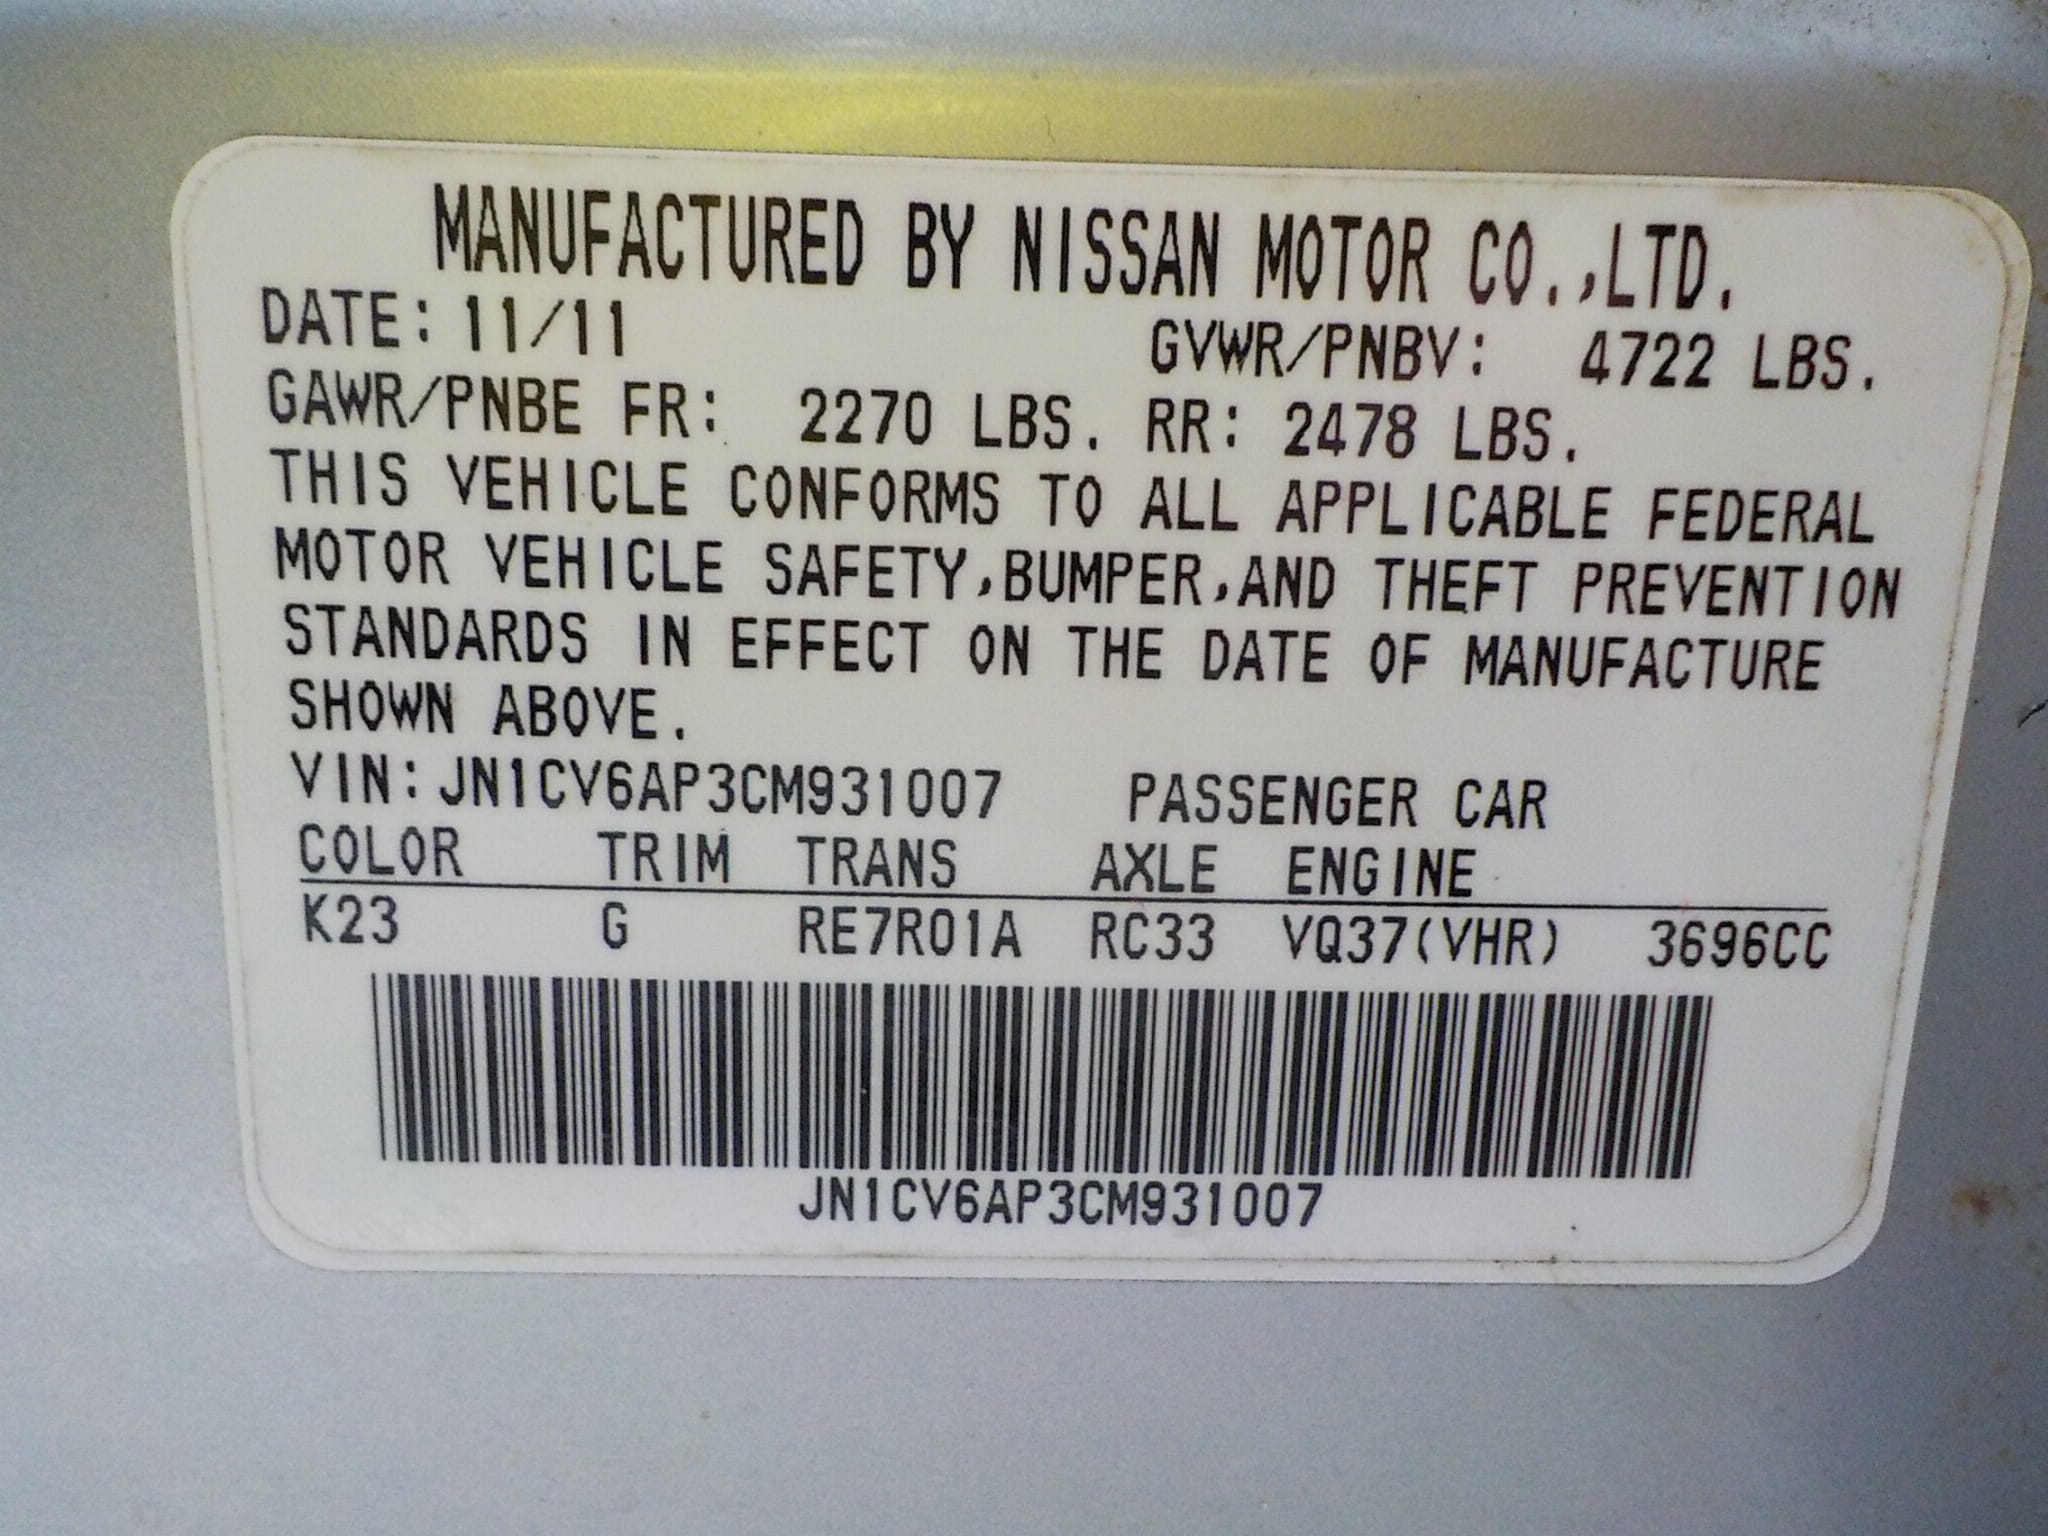 MANUFACTURED BY NISSAN MOTOR CO.,LTD.
DATE: 11/11 GVWR/PNBV: 4722 LBS.
GAWR/PNBE FR: 2270 LBS. RR: 2478 LBS.
THIS VEHICLE CONFORMS TO ALL APPLICABLE FEDERAL
MOTOR VEHICLE SAFETY,BUMPER,AND THEFT PREVENTION
STANDARDS IN EFFECT ON THE DATE OF MANUFACTURE
SHOWN ABOVE.
VIN:JN1CV6AP3CM931007 PASSENGER CAR
COLOR TRIM TRANS AXLE ENGINE
K23 G RE7R01A RC33 VQ37(VHR) 3696CC
JN1CV6AP3CM931007